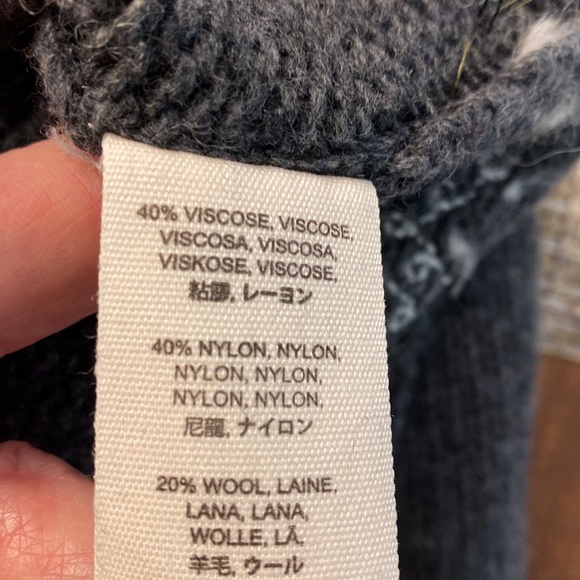 40% VISCOSE, VISCOSE,
VISCOSA, VISCOSA,
VISKOSE, VISCOSE,
粘膠, レーヨン
40% NYLON, NYLON,
NYLON, NYLON,
NYLON, NYLON,
尼龍, ナイロン
20% WOOL, LAINE,
LANA, LANA,
WOLLE, LÃ,
羊毛, ウール